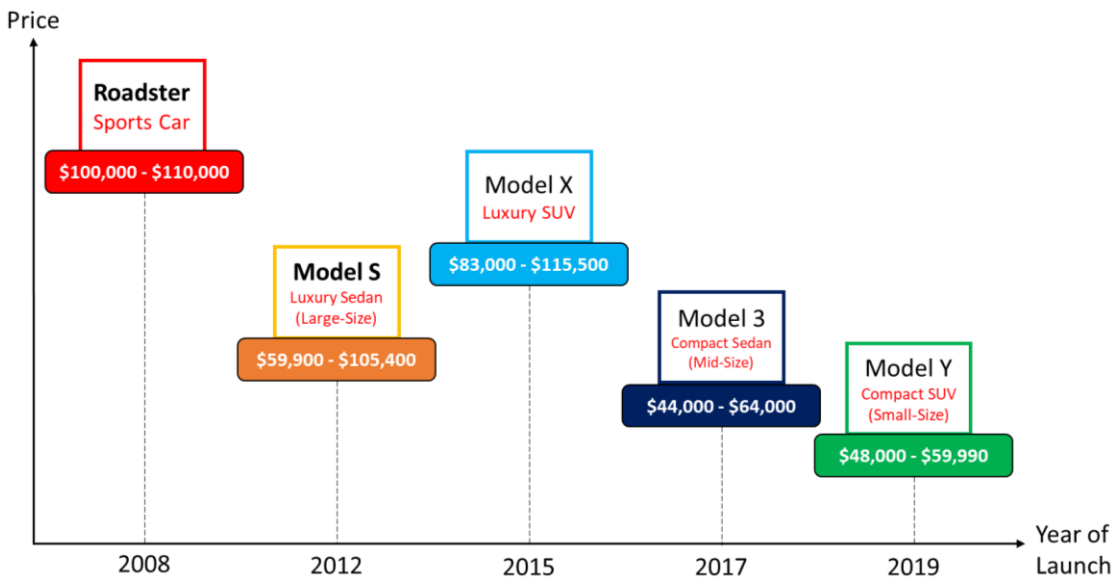 Price
Roadster
Sports Car
$100,000 - $110,000
Model S
Luxury Sedan
(Large-Size)
$59,900 - $105,400
Model X
Luxury SUV
$83,000 - $115,500
Model 3
Compact Sedan
(Mid-Size)
$44,000 - $64,000
Model Y
Compact SUV
(Small-Size)
$48,000 - $59,990
2008
2012
2015
2017
2019
Year of
Launch